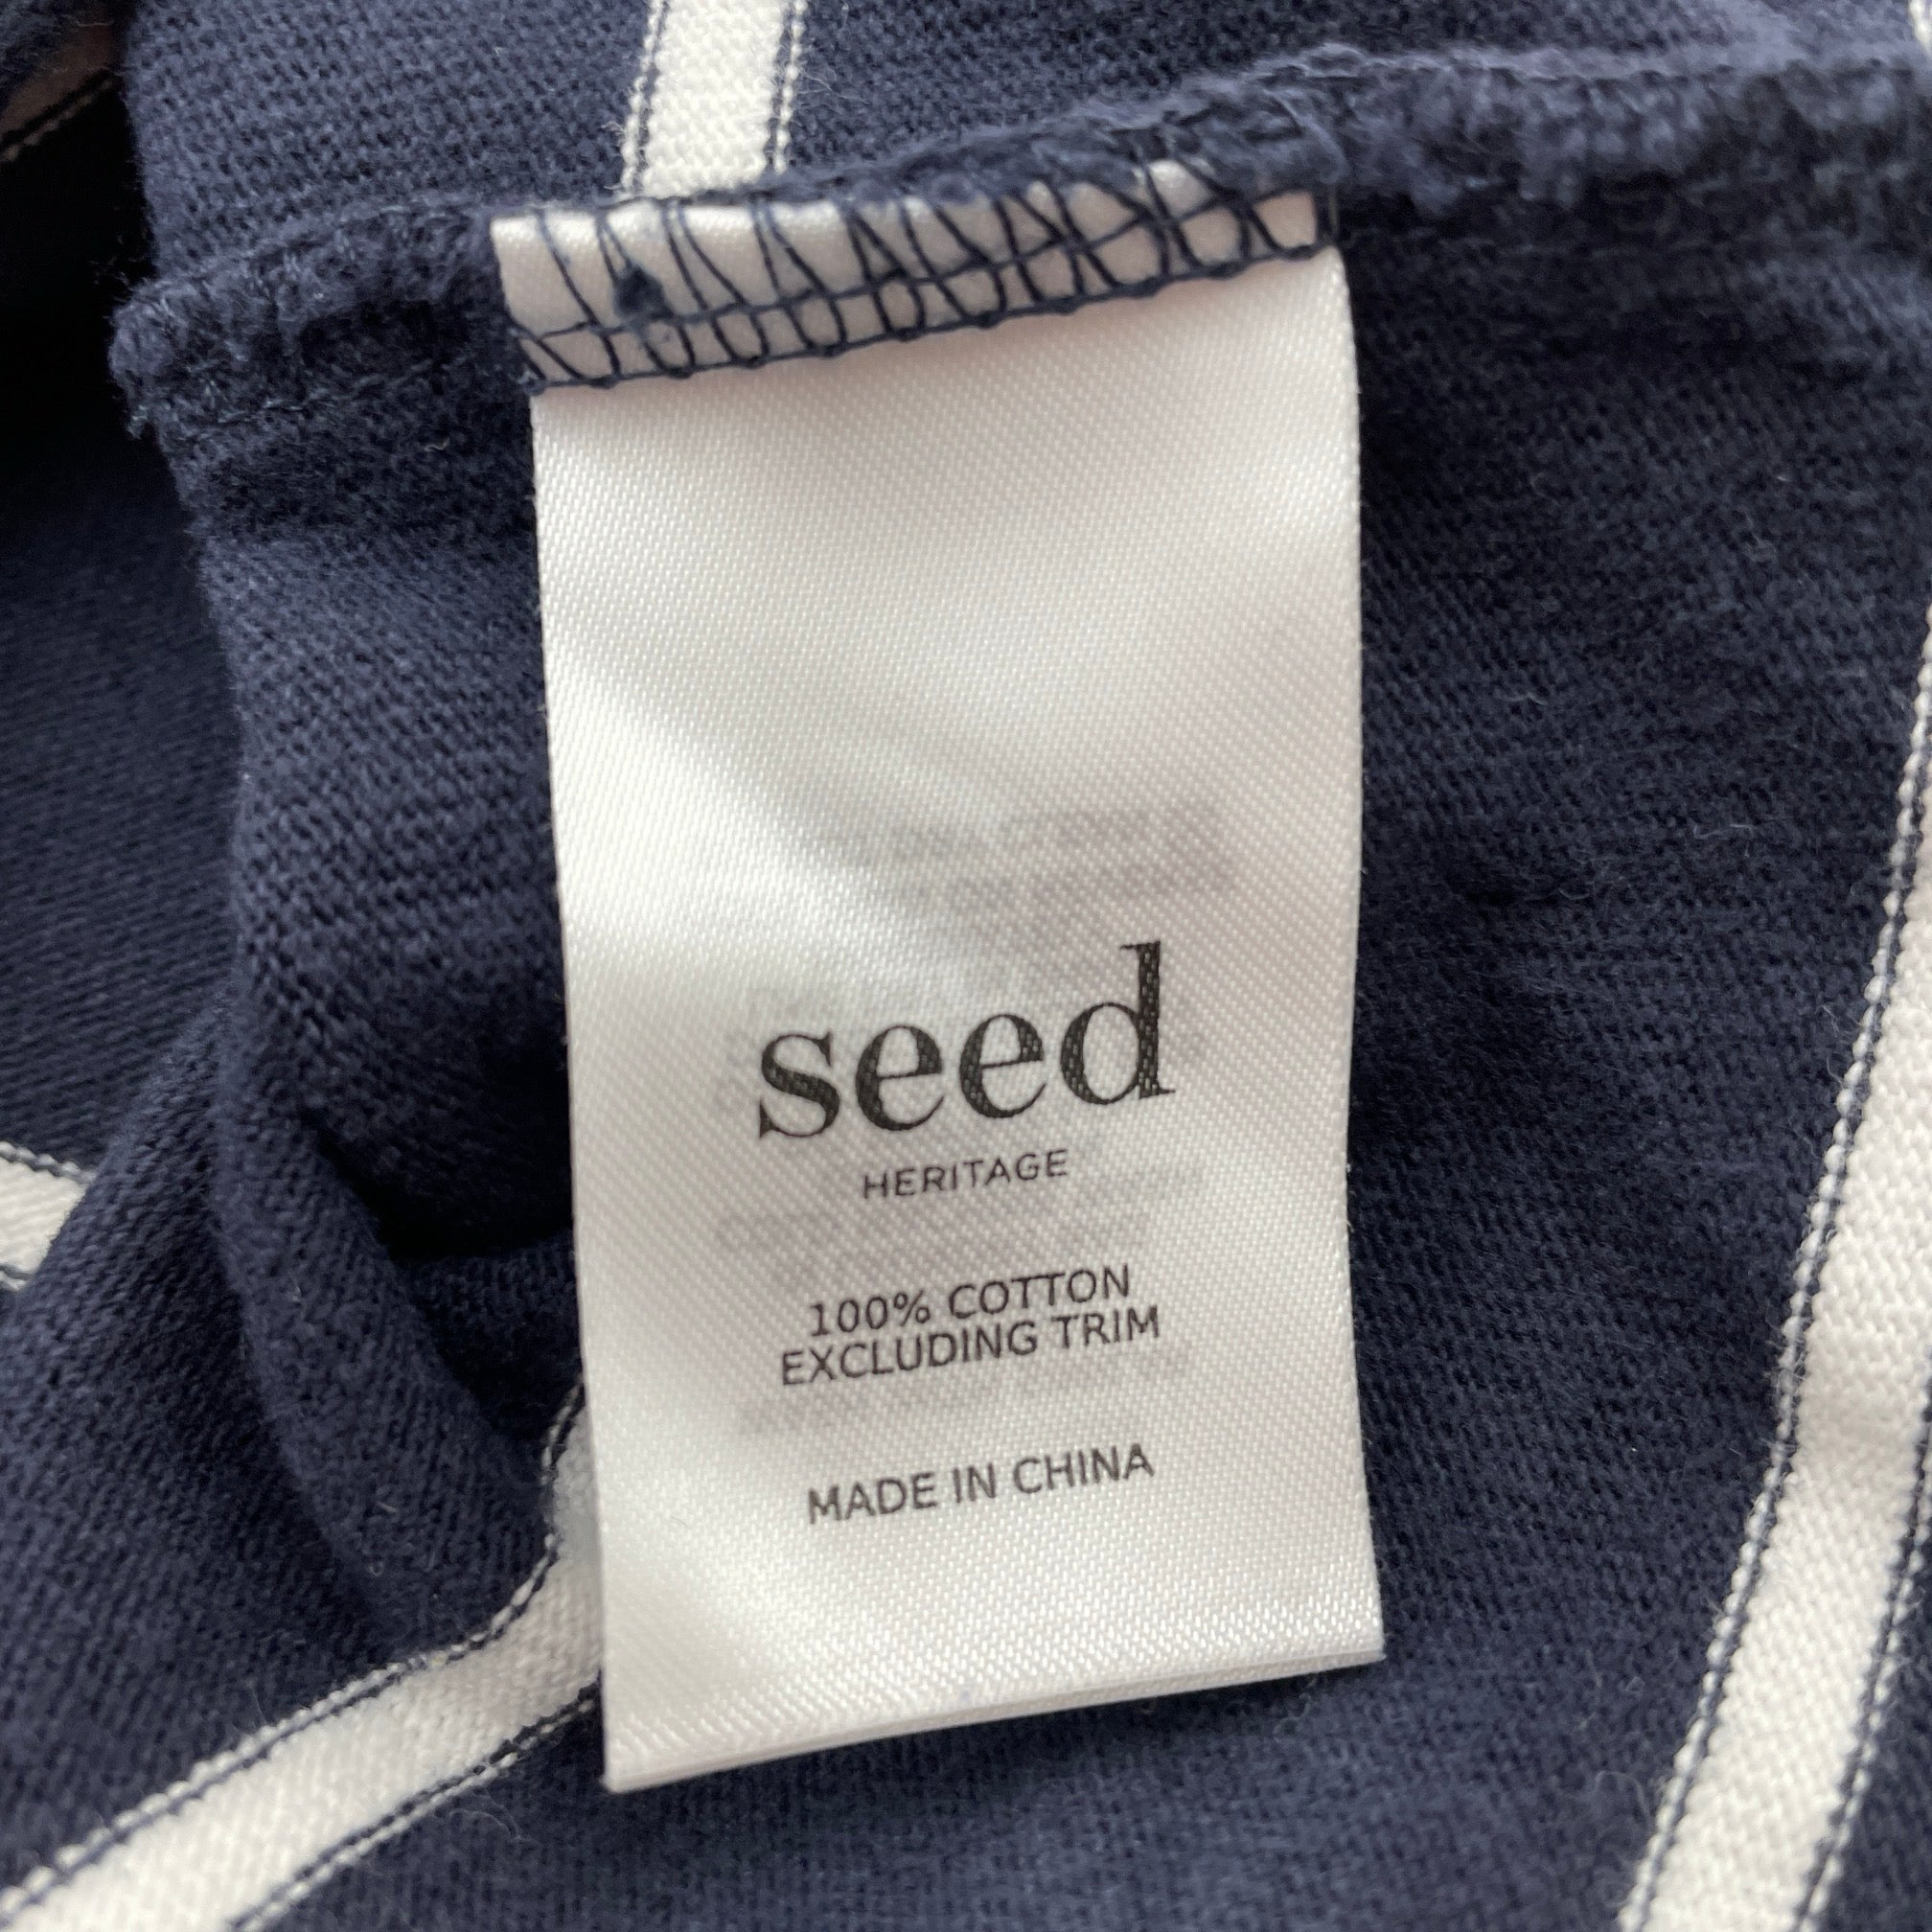 seed
HERITAGE
100% COTTON
EXCLUDING TRIM
MADE IN CHINA